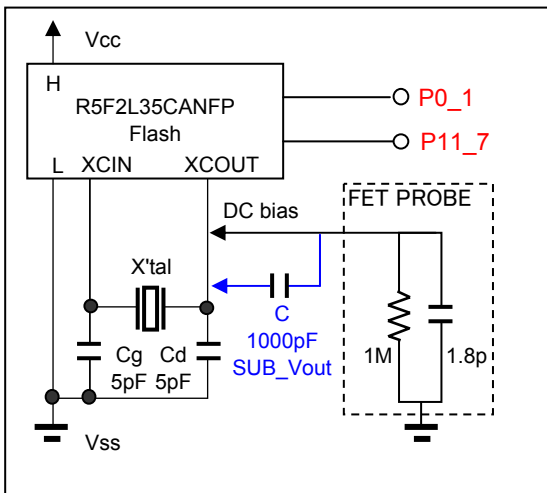 Vcc
H
R5F2L35CANFP
Flash
P0_1
P11_7
L XCIN XCOUT
DC bias
FET PROBE
X'tal
C
1000pF
SUB_Vout
Cg Cd
5pF 5pF
1M 1.8p
Vss